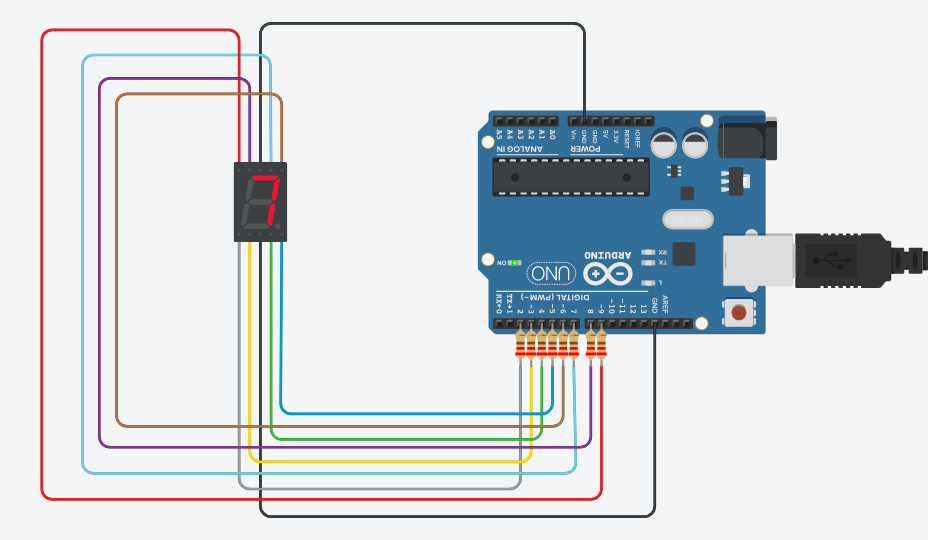 A5 A4 A3 A2 A1 A0
ANALOG IN
Vin GND GND 5V 3.3V RESET IOREF
POWER
ARDUINO
UNO
ON
RX
TX
L
DIGITAL (PWM~)
RX←0 TX→1 2 ~3 4 ~5 ~6 7 8 ~9 ~10 ~11 12 13 GND AREF